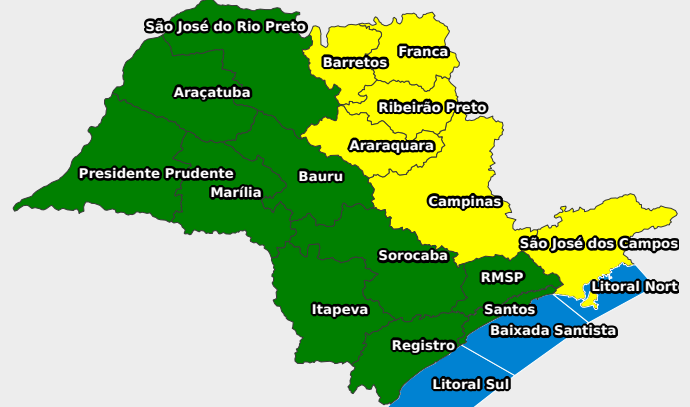 São José do Rio Preto
Franca
Barretos
Araçatuba
Ribeirão Preto
Araraquara
Presidente Prudente
Bauru
Marília
Campinas
São José dos Campos
Sorocaba
RMSP
Litoral Nort
Itapeva
Santos
Baixada Santista
Registro
Litoral Sul